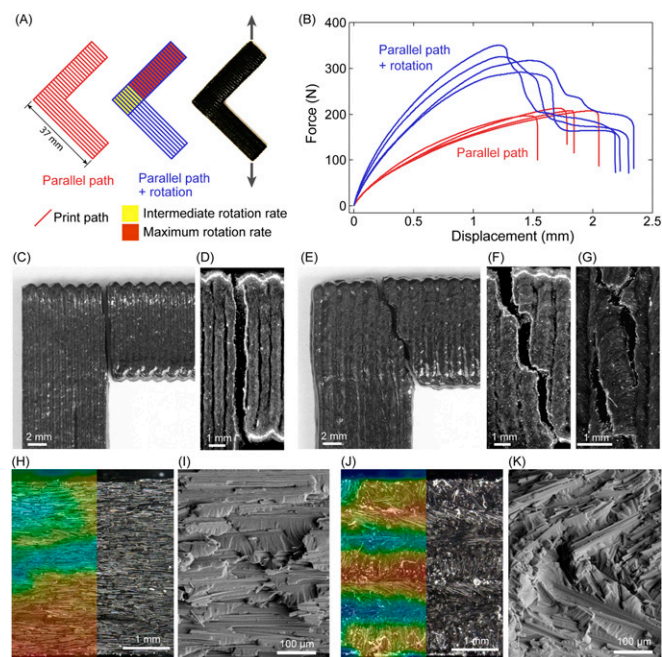 (A)
37 mm
Parallel path
Parallel path
+ rotation
Print path
Intermediate rotation rate
Maximum rotation rate
(B)
400
300
200
100
0
Force (N)
Parallel path
+ rotation
Parallel path
0
0.5
1
1.5
2
2.5
Displacement (mm)
(C)
2 mm
(D)
1 mm
(E)
2 mm
(F)
1 mm
(G)
1 mm
(H)
1 mm
(I)
100 µm
(J)
1 mm
(K)
100 µm